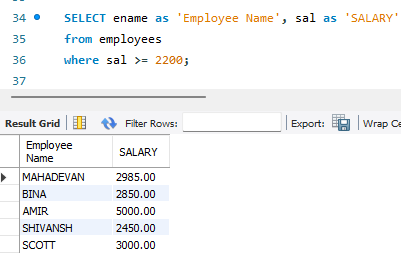 34 SELECT ename as 'Employee Name', sal as 'SALARY'
35 from employees
36 where sal >= 2200;
37
Result Grid Filter Rows: Export: Wrap Ce
Employee Name SALARY
MAHADEVAN 2985.00
BINA 2850.00
AMIR 5000.00
SHIVANSH 2450.00
SCOTT 3000.00